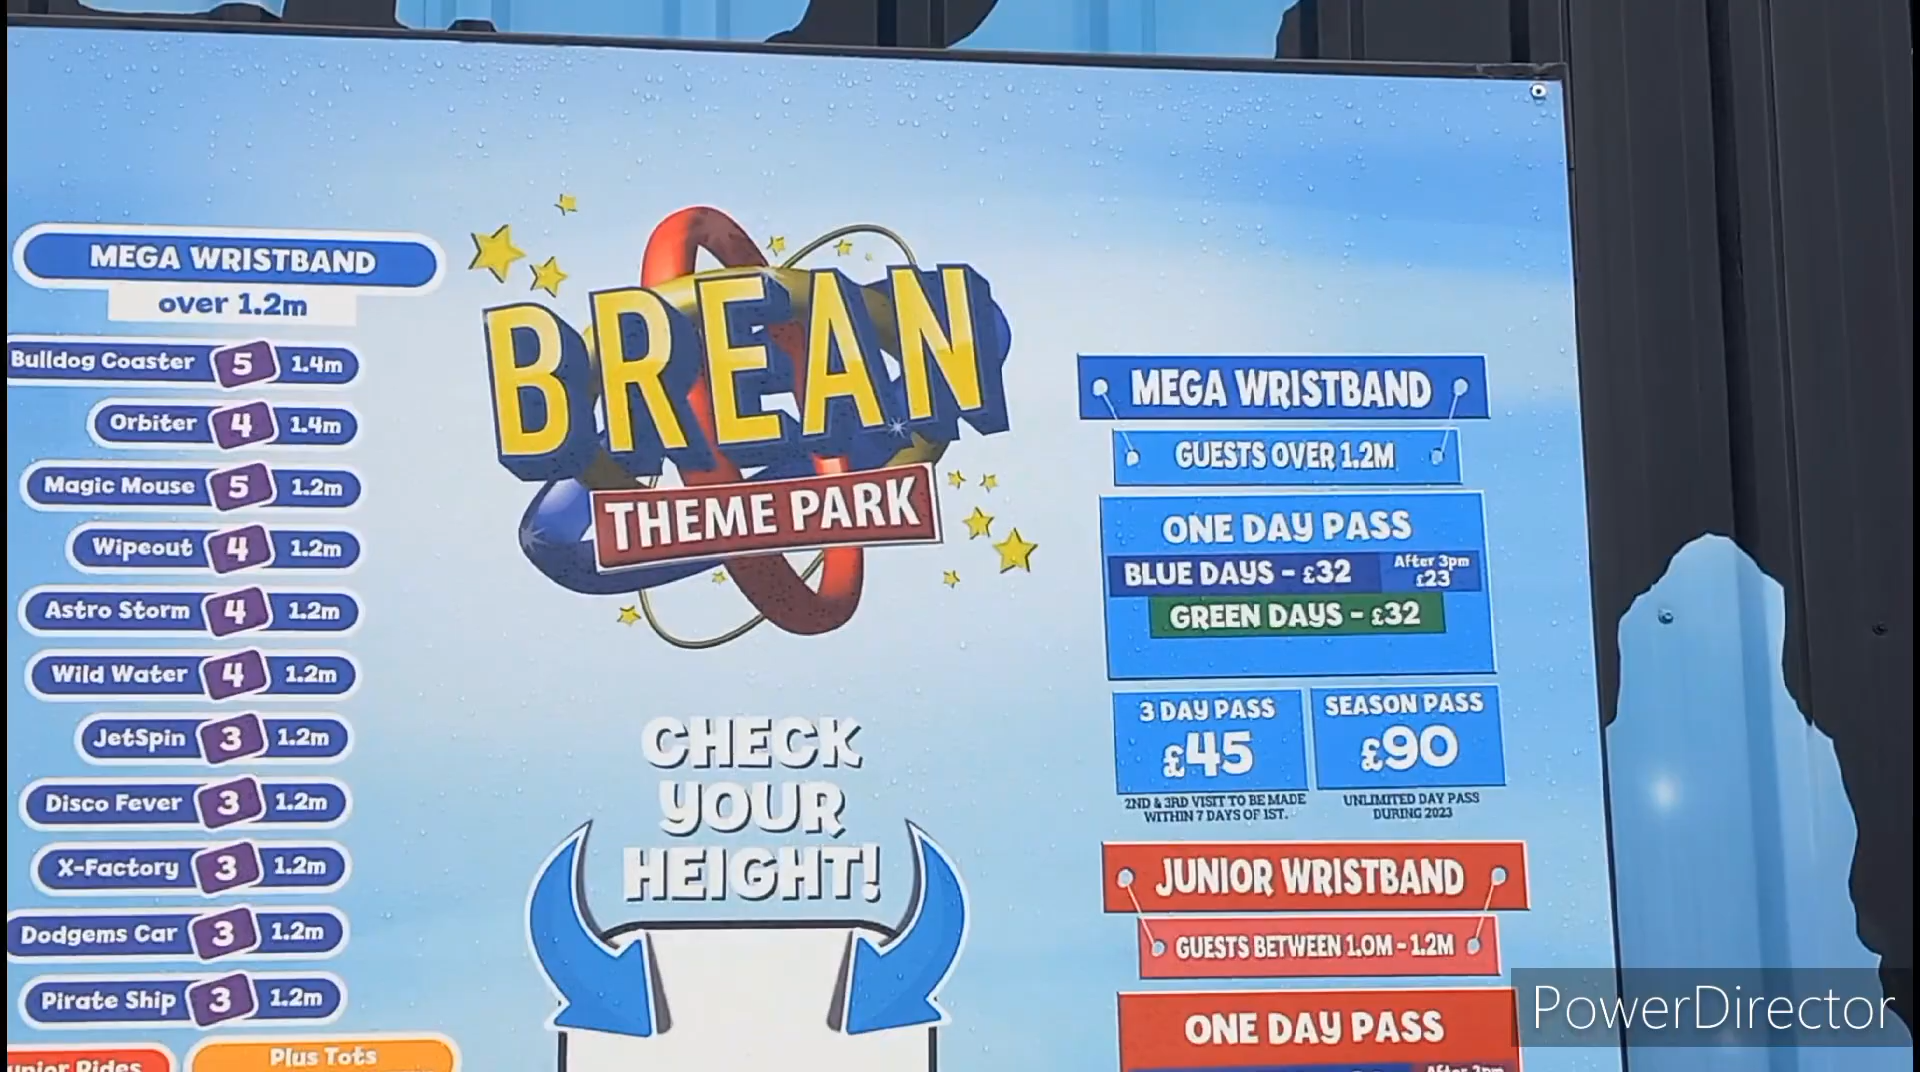 MEGA WRISTBAND
over 1.2m
Bulldog Coaster 5 1.4m
Orbiter 4 1.4m
Magic Mouse 5 1.2m
Wipeout 4 1.2m
Astro Storm 4 1.2m
Wild Water 4 1.2m
JetSpin 3 1.2m
Disco Fever 3 1.2m
X-Factory 3 1.2m
Dodgems Car 3 1.2m
Pirate Ship 3 1.2m
Rides
Plus Tots
BREAN
THEME PARK
CHECK
YOUR
HEIGHT!
MEGA WRISTBAND
GUESTS OVER 1.2M
ONE DAY PASS
BLUE DAYS - £32
After 3pm
£23
GREEN DAYS - £32
3 DAY PASS
£45
2ND & 3RD VISIT TO BE MADE
WITHIN 7 DAYS OF 1ST.
SEASON PASS
£90
UNLIMITED DAY PASS
DURING 2023
JUNIOR WRISTBAND
GUESTS BETWEEN 1.0M - 1.2M
ONE DAY PASS
After 3pm
PowerDirector